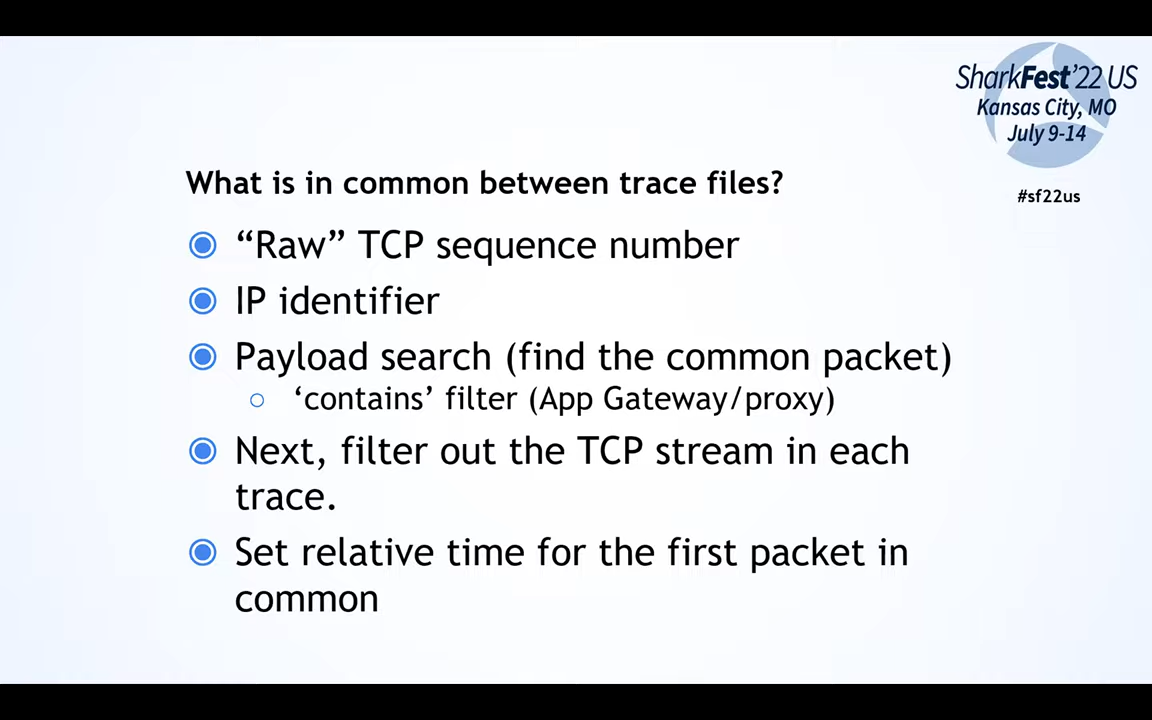 SharkFest'22 US
Kansas City, MO
July 9-14
#sf22us
What is in common between trace files?
“Raw” TCP sequence number
IP identifier
Payload search (find the common packet)
‘contains’ filter (App Gateway/proxy)
Next, filter out the TCP stream in each
trace.
Set relative time for the first packet in
common